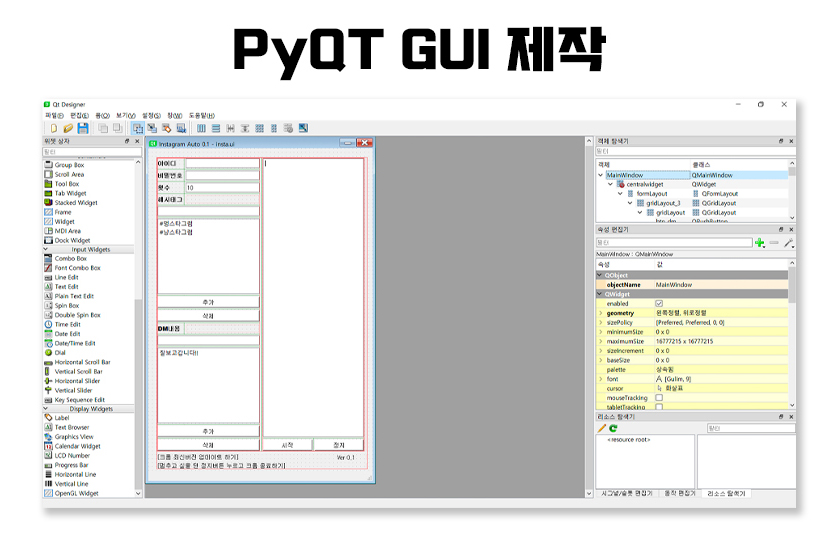 PyQT GUI 제작
Qt Designer
파일(F) 편집(E) 폼(O) 보기(V) 설정(S) 창(W) 도움말(H)
위젯 상자
필터
Group Box
Scroll Area
Tool Box
Tab Widget
Stacked Widget
Frame
Widget
MDI Area
Dock Widget
Input Widgets
Combo Box
Font Combo Box
Line Edit
Text Edit
Plain Text Edit
Spin Box
Double Spin Box
Time Edit
Date Edit
Date/Time Edit
Dial
Horizontal Scroll Bar
Vertical Scroll Bar
Horizontal Slider
Vertical Slider
Key Sequence Edit
Display Widgets
Label
Text Browser
Graphics View
Calendar Widget
LCD Number
Progress Bar
Horizontal Line
Vertical Line
OpenGL Widget
Instagram Auto 0.1 - insta.ui
아이디
비밀번호
횟수 10
해시태그
#멍스타그램
#냥스타그램
추가
삭제
DM내용
잘보고갑니다!!
추가
삭제 시작 정지
[크롬 최신버전 업데이트 하기] Ver 0.1
[멈추고 싶을 땐 정지버튼 누르고 크롬 종료하기]
객체 탐색기
필터
객체 클래스
MainWindow QMainWindow
centralwidget QWidget
formLayout QFormLayout
gridLayout_3 QGridLayout
gridLayout QGridLayout
btn_dm QPushButton
속성 편집기
필터
MainWindow : QMainWindow
속성 값
QObject
objectName MainWindow
QWidget
enabled
geometry
sizePolicy [Preferred, Preferred, 0, 0]
minimumSize 0 x 0
maximumSize 16777215 x 16777215
sizeIncrement 0 x 0
baseSize 0 x 0
palette 상속됨
font A [Gulim, 9]
cursor 화살표
mouseTracking
tabletTracking
리소스 탐색기
필터
<resource root>
시그널/슬롯 편집기 동작 편집기 리소스 탐색기